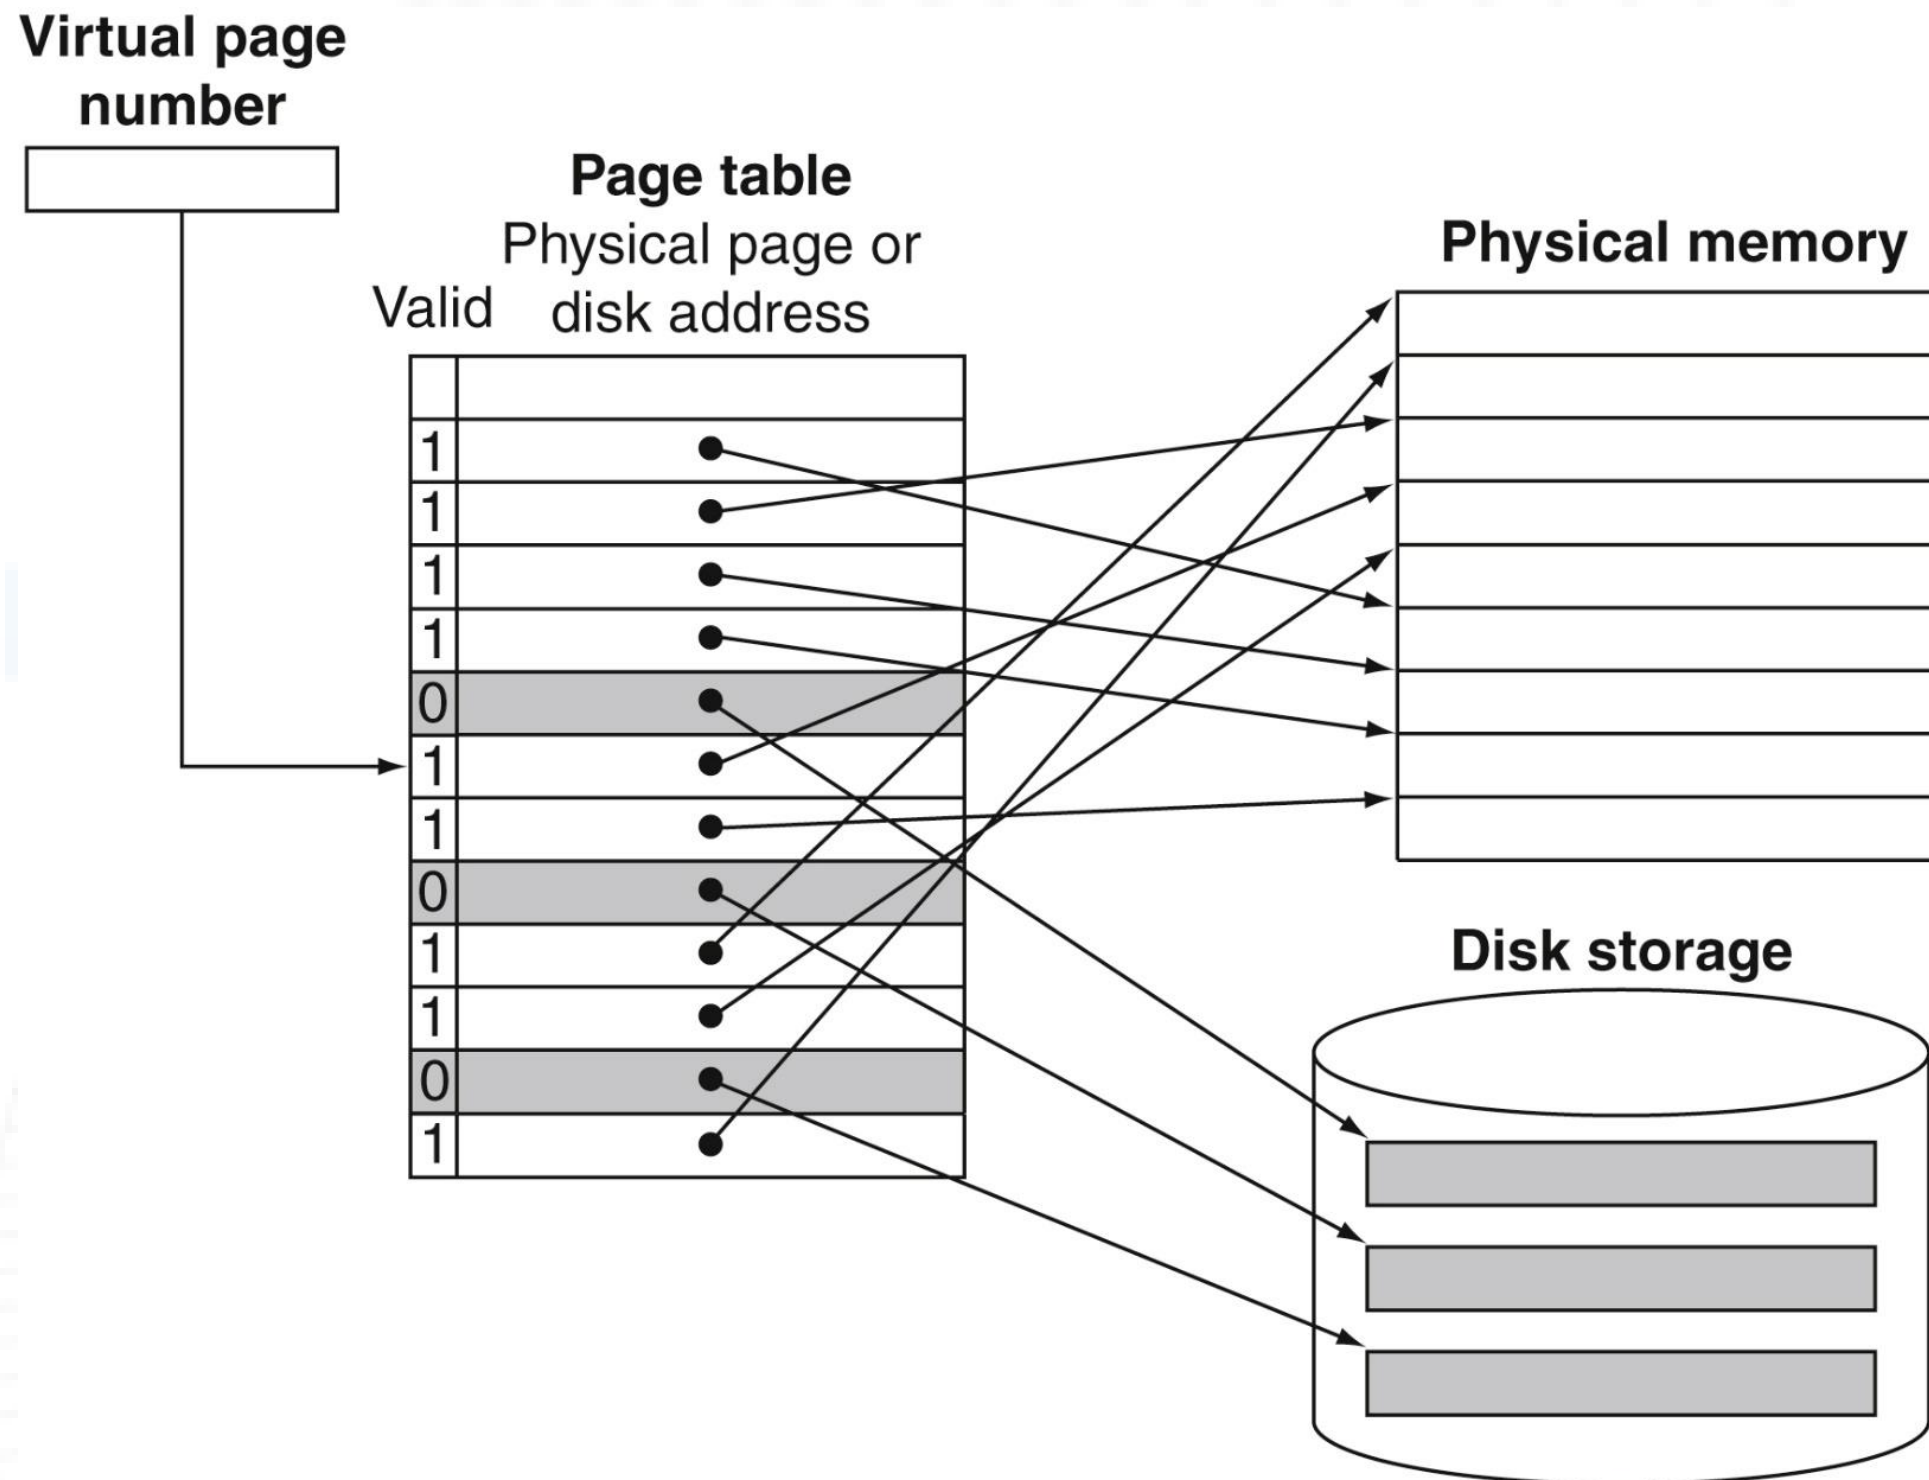 Virtual page
number
Page table
Physical page or
Valid disk address
Physical memory
1
1
1
1
0
1
1
0
1
1
0
1
Disk storage